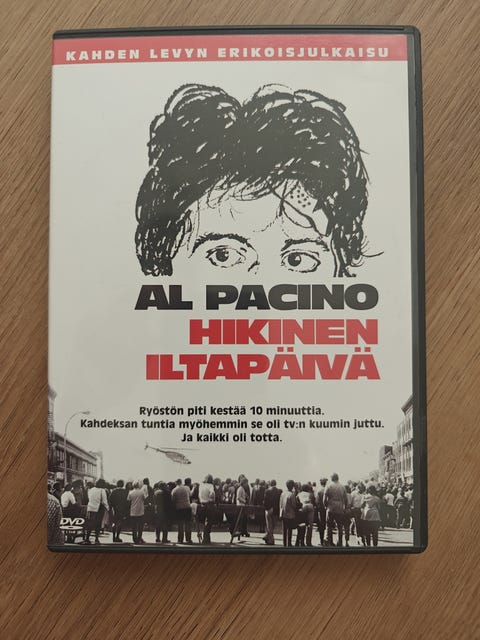 KAHDEN LEVYN ERIKOISJULKAISU
AL PACINO
HIKINEN
ILTAPÄIVÄ
Ryöstön piti kestää 10 minuuttia.
Kahdeksan tuntia myöhemmin se oli tv:n kuumin juttu.
Ja kaikki oli totta.
DVD